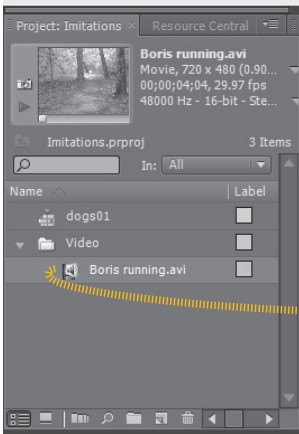 Project: Imitations × Resource Central
Boris running.avi
Movie, 720 x 480 (0.90...
00;00;04;04, 29.97 fps
48000 Hz - 16-bit - Ste...
Imitations.prproj 3 Items
In: All
Name Label
dogs01
Video
Boris running.avi